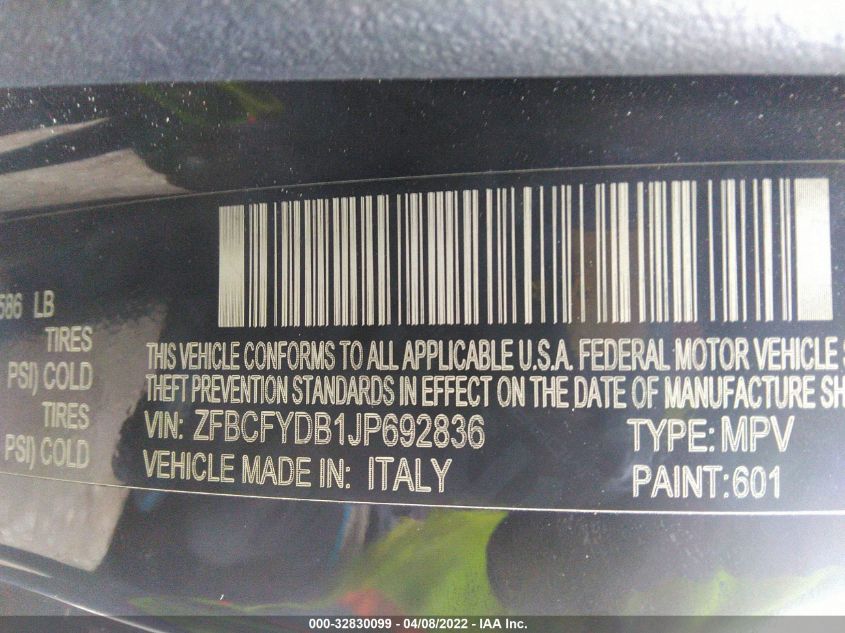 586 LB
TIRES
PSI) COLD
TIRES
PSI) COLD
THIS VEHICLE CONFORMS TO ALL APPLICABLE U.S.A. FEDERAL MOTOR VEHICLE S
THEFT PREVENTION STANDARDS IN EFFECT ON THE DATE OF MANUFACTURE SH
VIN: ZFBCFYDB1JP692836 TYPE: MPV
VEHICLE MADE IN: ITALY PAINT:601
000-32830099 - 04/08/2022 - IAA Inc.